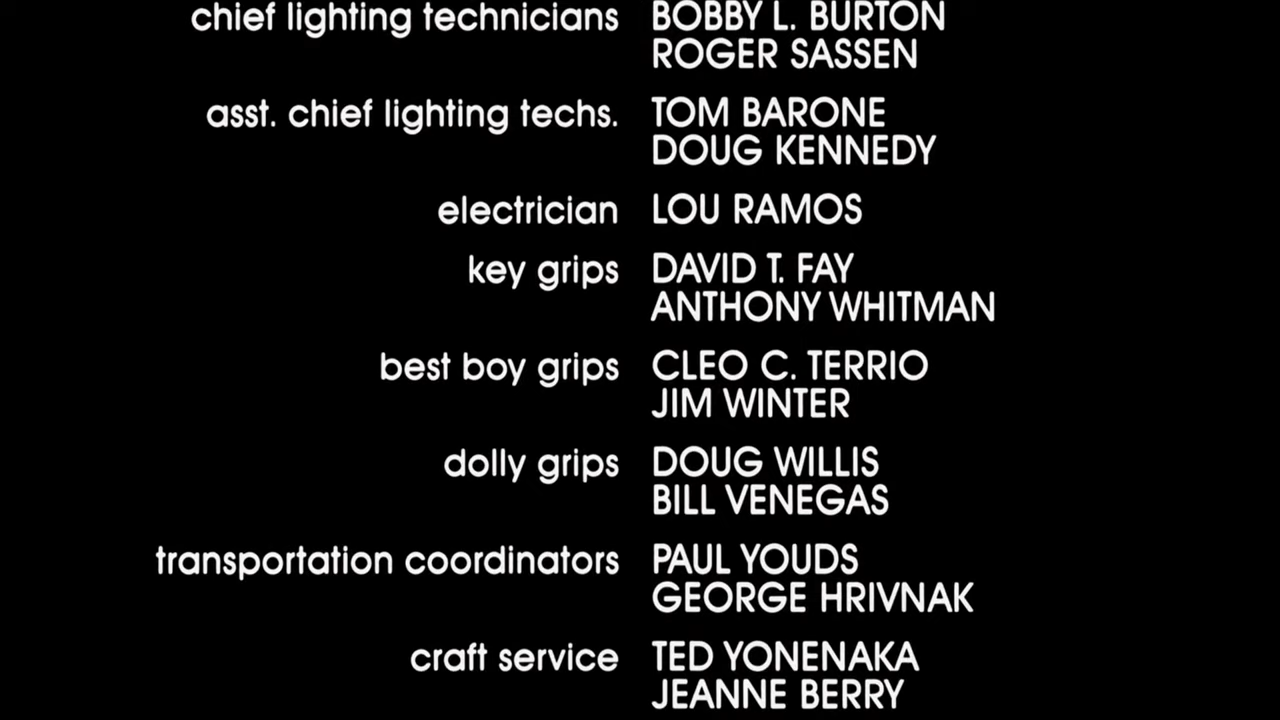 chief lighting technicians BOBBY L. BURTON
ROGER SASSEN
asst. chief lighting techs. TOM BARONE
DOUG KENNEDY
electrician LOU RAMOS
key grips DAVID T. FAY
ANTHONY WHITMAN
best boy grips CLEO C. TERRIO
JIM WINTER
dolly grips DOUG WILLIS
BILL VENEGAS
transportation coordinators PAUL YOUDS
GEORGE HRIVNAK
craft service TED YONENAKA
JEANNE BERRY